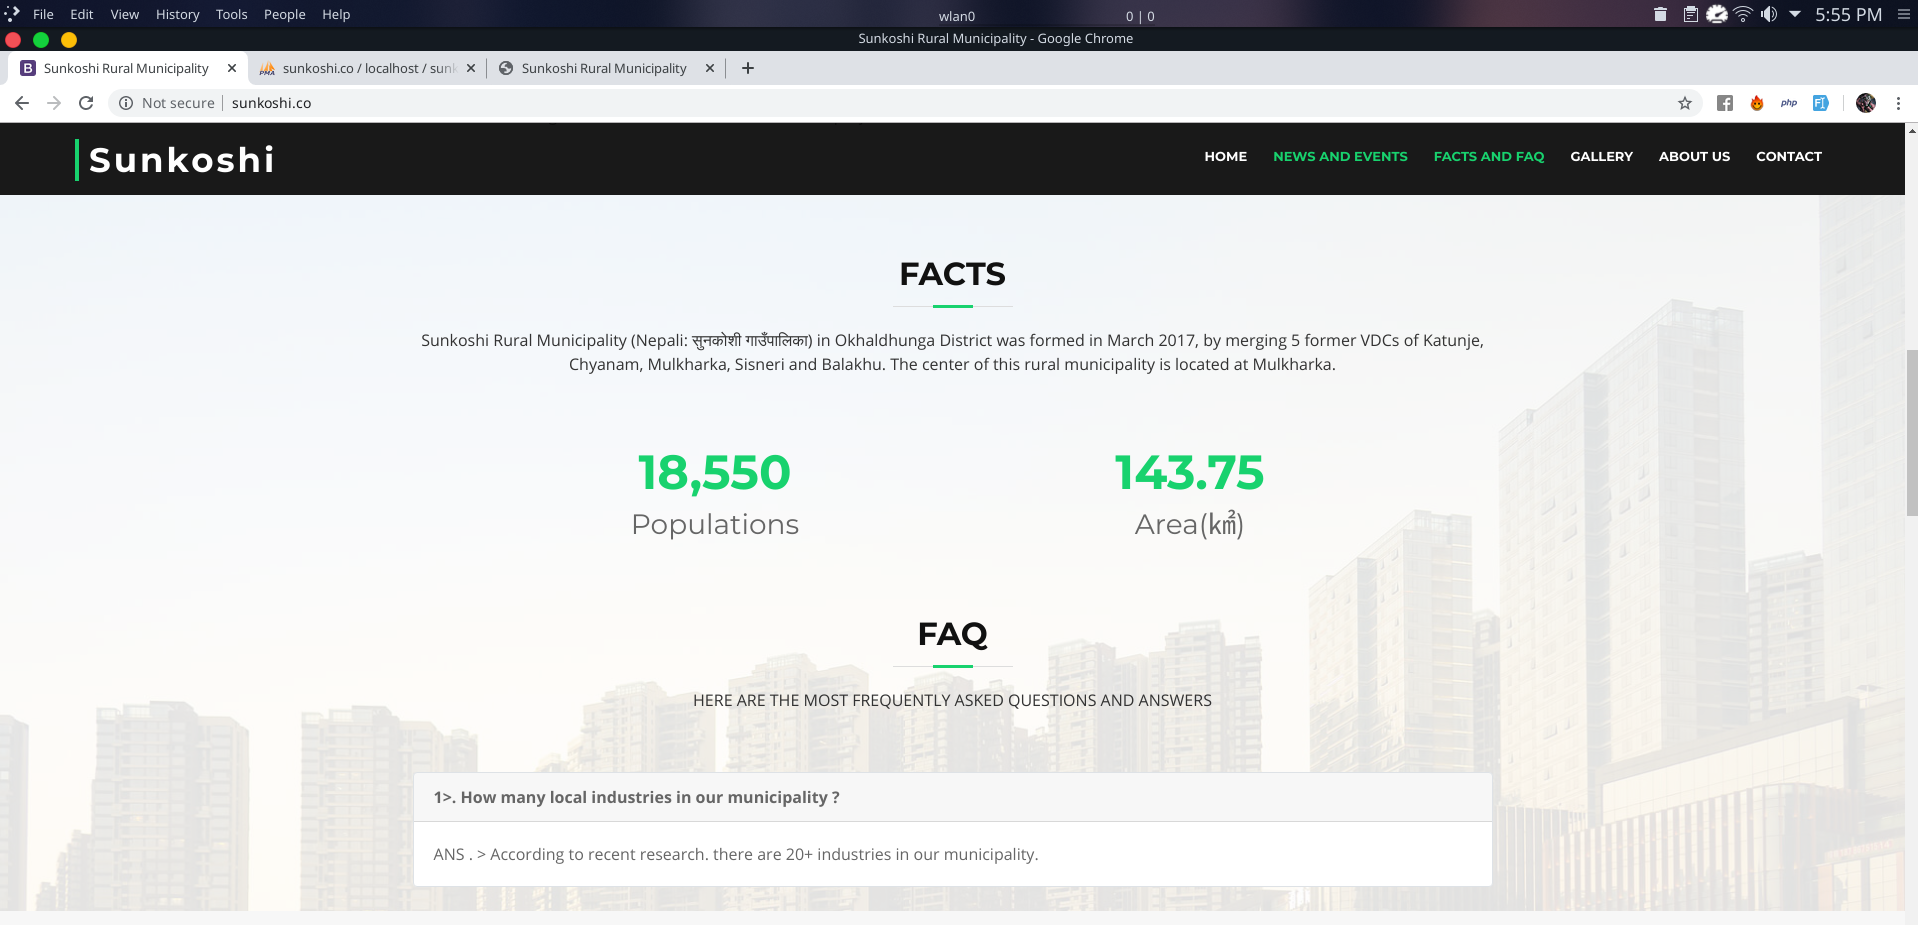 File Edit View History Tools People Help
wlan0
0 | 0
5:55 PM
Sunkoshi Rural Municipality - Google Chrome
B Sunkoshi Rural Municipality
PMA sunkoshi.co / localhost / sunk
Sunkoshi Rural Municipality
Not secure | sunkoshi.co
php
Sunkoshi
HOME NEWS AND EVENTS FACTS AND FAQ GALLERY ABOUT US CONTACT
FACTS
Sunkoshi Rural Municipality (Nepali: सुनकोशी गाउँपालिका) in Okhaldhunga District was formed in March 2017, by merging 5 former VDCs of Katunje,
Chyanam, Mulkharka, Sisneri and Balakhu. The center of this rural municipality is located at Mulkharka.
18,550
Populations
143.75
Area(㎢)
FAQ
HERE ARE THE MOST FREQUENTLY ASKED QUESTIONS AND ANSWERS
1>. How many local industries in our municipality ?
ANS . > According to recent research. there are 20+ industries in our municipality.